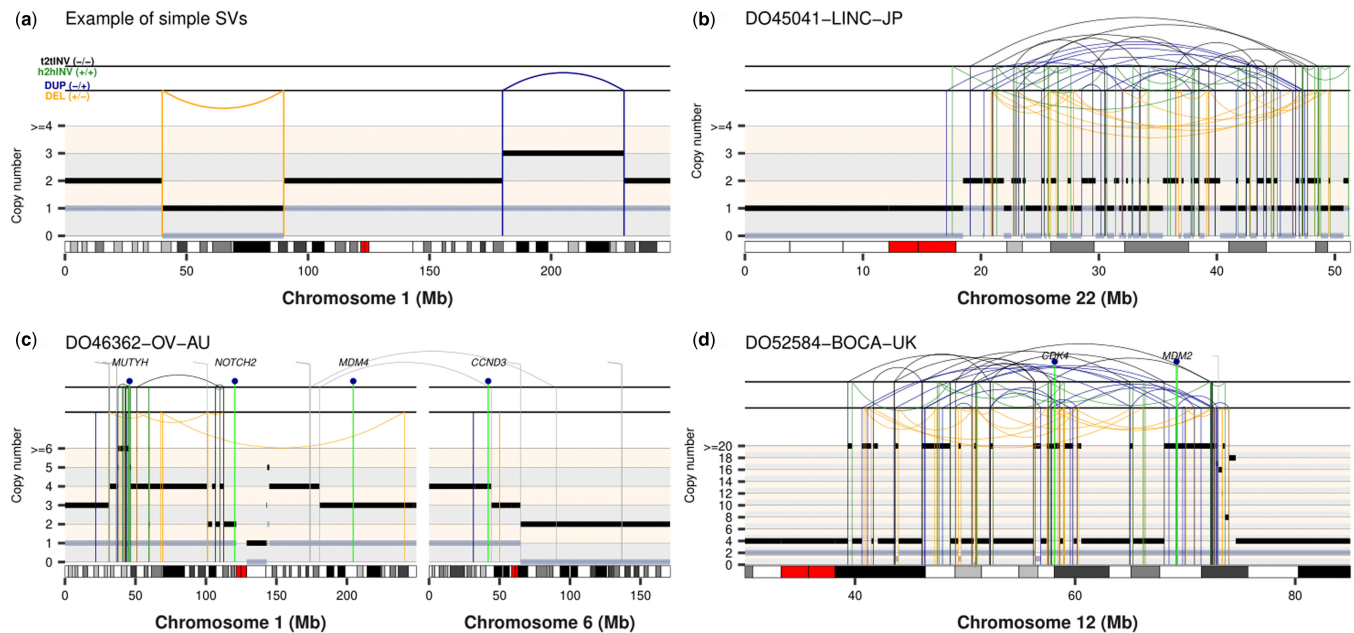 (a) Example of simple SVs
t2tINV (−/−)
h2hINV (+/+)
DUP (−/+)
DEL (+/−)
Copy number
>=4
3
2
1
0
0 50 100 150 200
Chromosome 1 (Mb)
(b) DO45041−LINC−JP
Copy number
>=4
3
2
1
0
0 10 20 30 40 50
Chromosome 22 (Mb)
(c) DO46362−OV−AU
MUTYH NOTCH2 MDM4 CCND3
Copy number
>=6
5
4
3
2
1
0
0 50 100 150 200 0 50 100 150
Chromosome 1 (Mb) Chromosome 6 (Mb)
(d) DO52584−BOCA−UK
CDK4 MDM2
Copy number
>=20
18
16
14
12
10
8
6
4
2
0
40 60 80
Chromosome 12 (Mb)